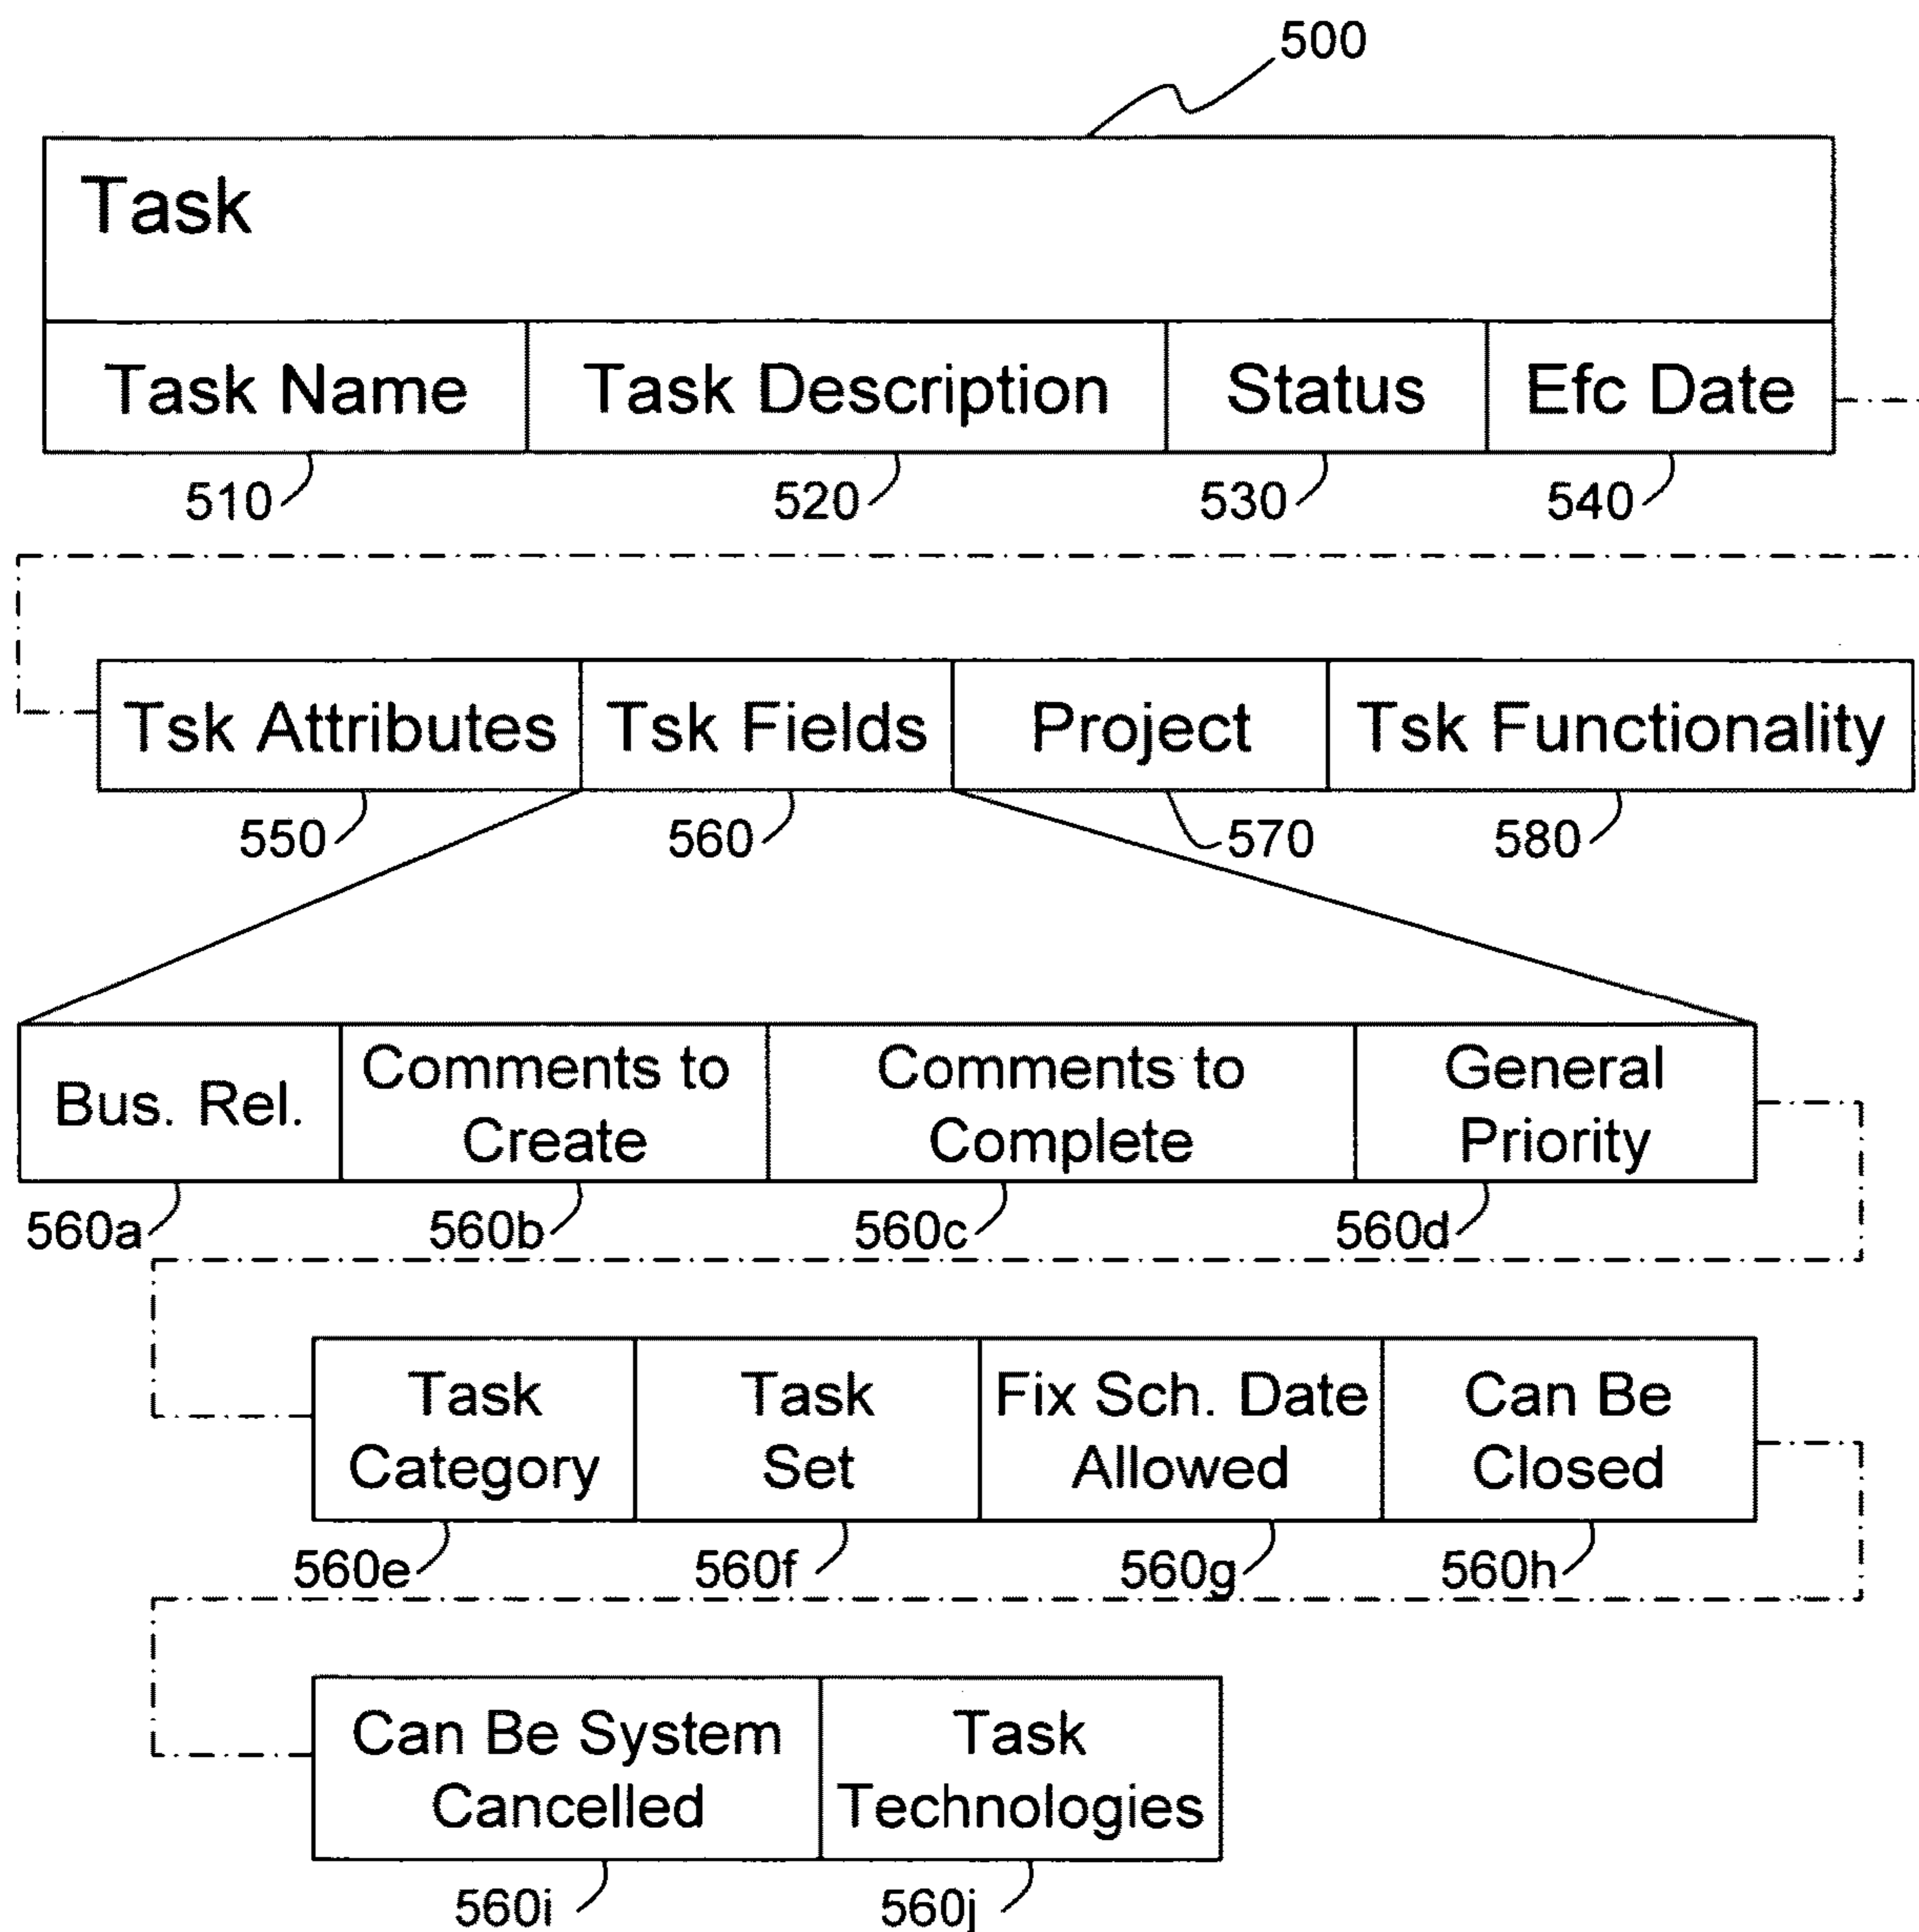 500
Task
Task Name Task Description Status Efc Date
510 520 530 540
Tsk Attributes Tsk Fields Project Tsk Functionality
550 560 570 580
Bus. Rel.
Comments to
Create
Comments to
Complete
General
Priority
560a 560b 560c 560d
Task
Category
Task
Set
Fix Sch. Date
Allowed
Can Be
Closed
560e 560f 560g 560h
Can Be System
Cancelled
Task
Technologies
560i 560j